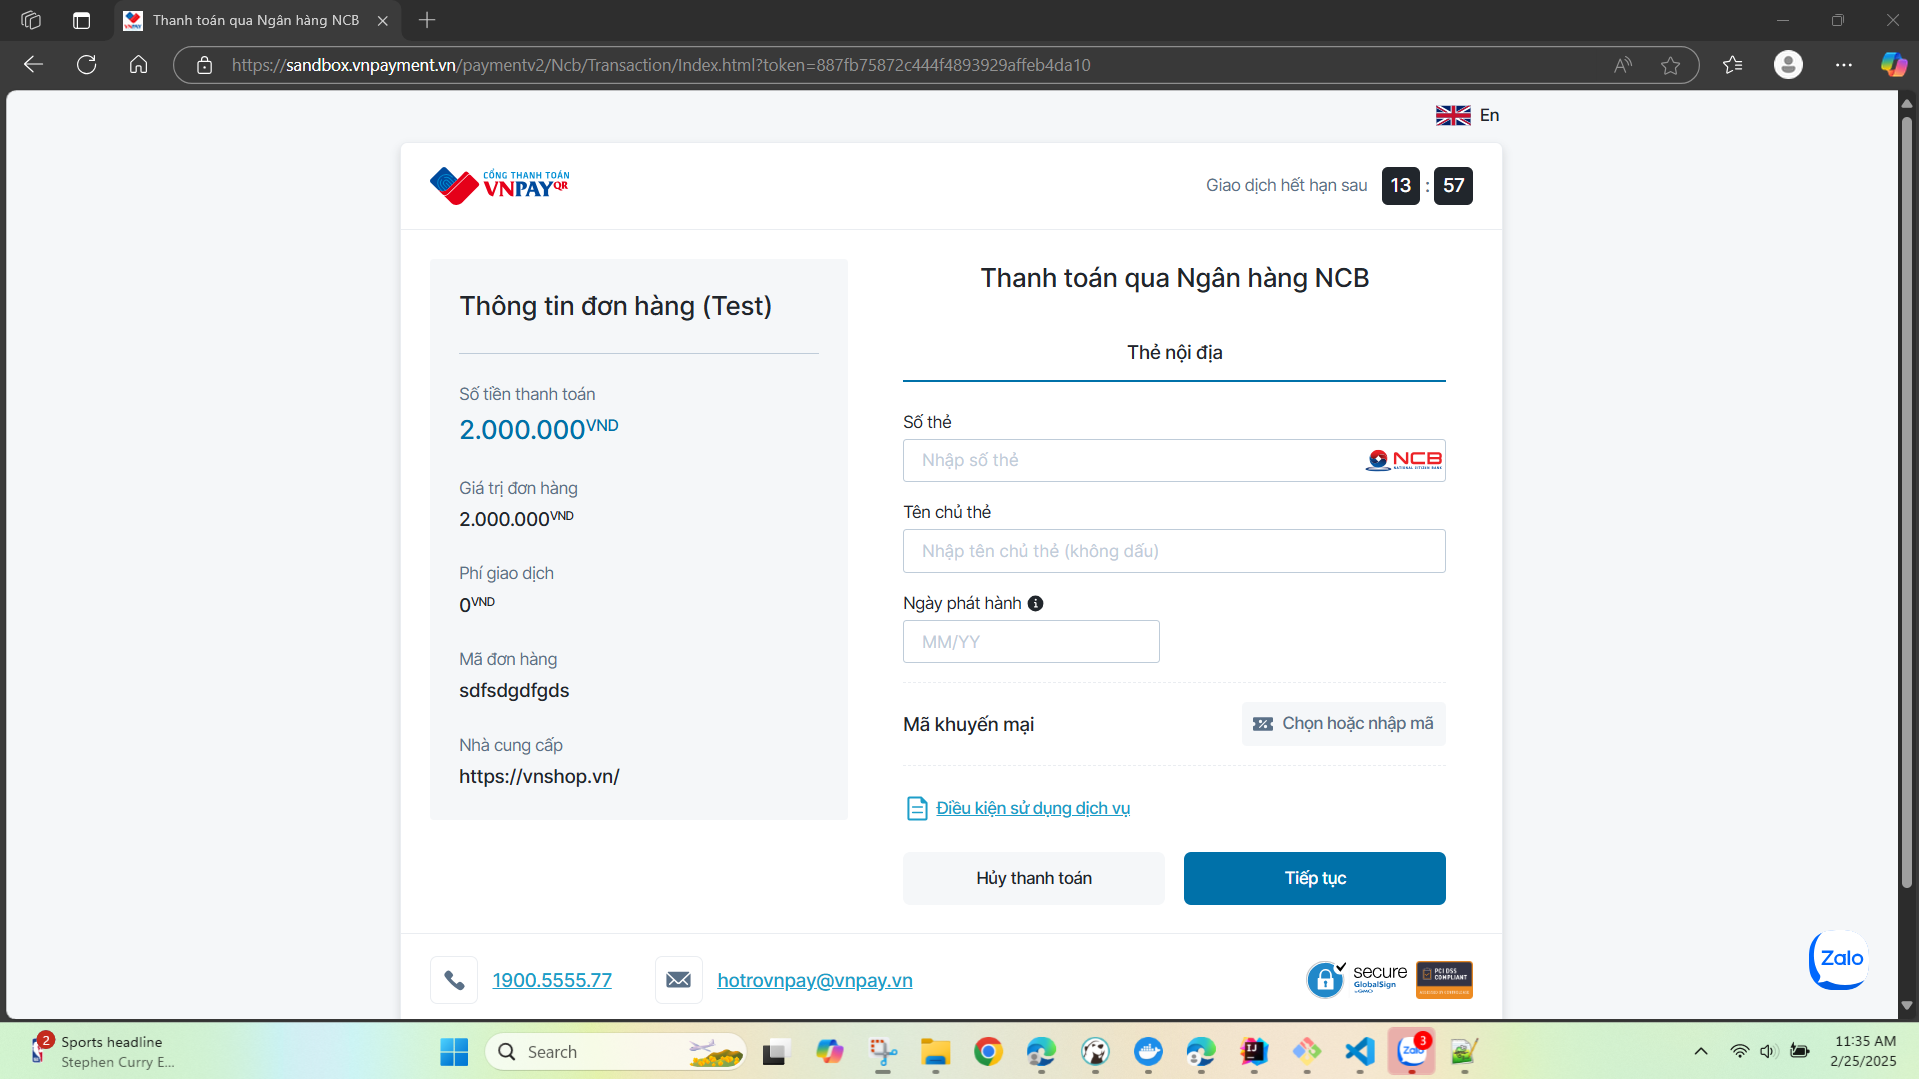 Thanh toán qua Ngân hàng NCB
https://sandbox.vnpayment.vn/paymentv2/Ncb/Transaction/Index.html?token=887fb75872c444f4893929affeb4da10
En
CỔNG THANH TOÁN
VNPAYQR
Giao dịch hết hạn sau 13 : 57
Thông tin đơn hàng (Test)
Số tiền thanh toán
2.000.000VND
Giá trị đơn hàng
2.000.000VND
Phí giao dịch
0VND
Mã đơn hàng
sdfsdgdfgds
Nhà cung cấp
https://vnshop.vn/
Thanh toán qua Ngân hàng NCB
Thẻ nội địa
Số thẻ
Nhập số thẻ
NCB
NATIONAL CITIZEN BANK
Tên chủ thẻ
Nhập tên chủ thẻ (không dấu)
Ngày phát hành
MM/YY
Mã khuyến mại
Chọn hoặc nhập mã
Điều kiện sử dụng dịch vụ
Hủy thanh toán
Tiếp tục
1900.5555.77
hotrovnpay@vnpay.vn
secure
GlobalSign
by GMO
PCI DSS
COMPLIANT
Zalo
2
Sports headline
Stephen Curry E...
Search
Zalo
3
11:35 AM
2/25/2025